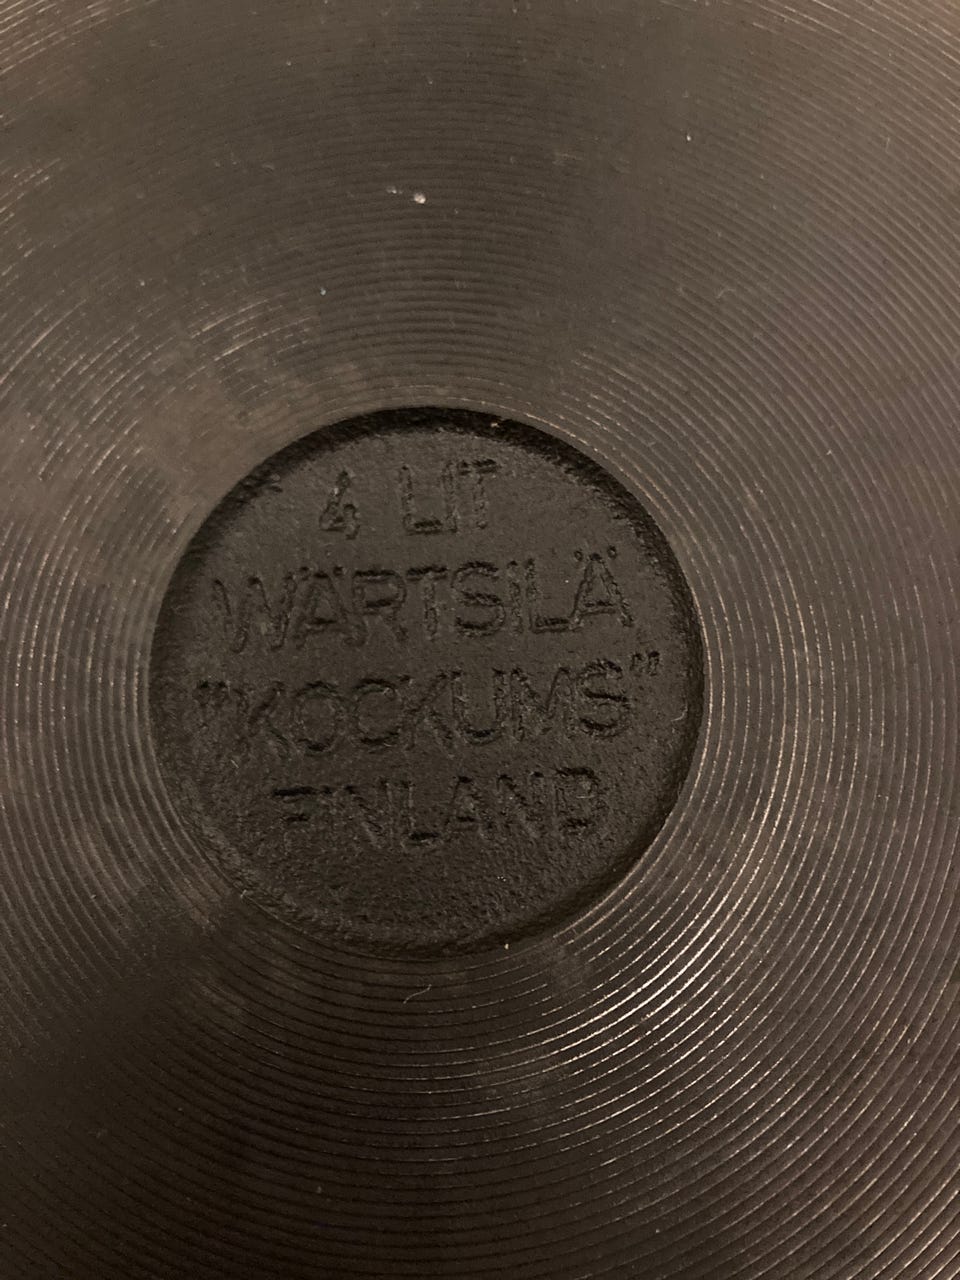 4 LIT
WÄRTSILÄ
"KOCKUMS"
FINLAND